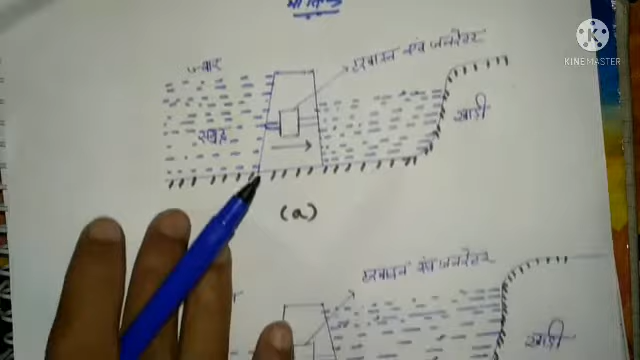 KINEMASTER
ज्वार
टरबाइन एवं जनरेटर
समुद्र
खाड़ी
(a)
टरबाइन एवं जनरेटर
खाड़ी